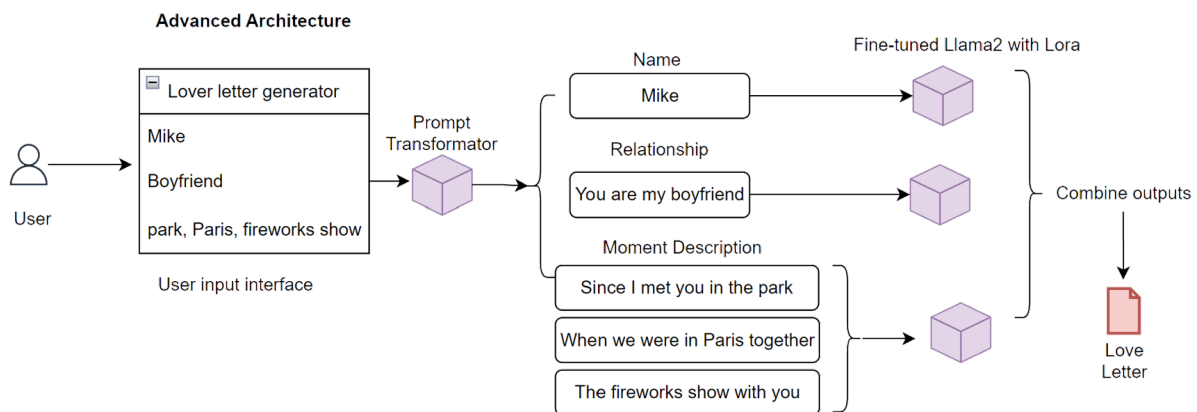 Advanced Architecture
User
Lover letter generator
Mike
Boyfriend
park, Paris, fireworks show
User input interface
Prompt
Transformator
Name
Mike
Relationship
You are my boyfriend
Moment Description
Since I met you in the park
When we were in Paris together
The fireworks show with you
Fine-tuned Llama2 with Lora
Combine outputs
Love
Letter